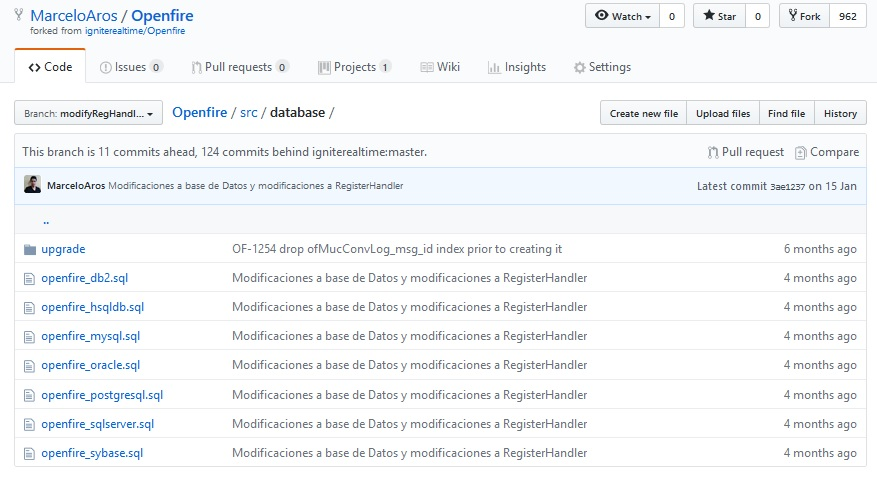 MarceloAros / Openfire
forked from igniterealtime/Openfire
Watch 0 Star 0 Fork 962
Code Issues 0 Pull requests 0 Projects 1 Wiki Insights Settings
Branch: modifyRegHandl... Openfire / src / database / Create new file Upload files Find file History
This branch is 11 commits ahead, 124 commits behind igniterealtime:master. Pull request Compare
MarceloAros Modificaciones a base de Datos y modificaciones a RegisterHandler Latest commit 3ae1237 on 15 Jan
..
upgrade OF-1254 drop ofMucConvLog_msg_id index prior to creating it 6 months ago
openfire_db2.sql Modificaciones a base de Datos y modificaciones a RegisterHandler 4 months ago
openfire_hsqldb.sql Modificaciones a base de Datos y modificaciones a RegisterHandler 4 months ago
openfire_mysql.sql Modificaciones a base de Datos y modificaciones a RegisterHandler 4 months ago
openfire_oracle.sql Modificaciones a base de Datos y modificaciones a RegisterHandler 4 months ago
openfire_postgresql.sql Modificaciones a base de Datos y modificaciones a RegisterHandler 4 months ago
openfire_sqlserver.sql Modificaciones a base de Datos y modificaciones a RegisterHandler 4 months ago
openfire_sybase.sql Modificaciones a base de Datos y modificaciones a RegisterHandler 4 months ago